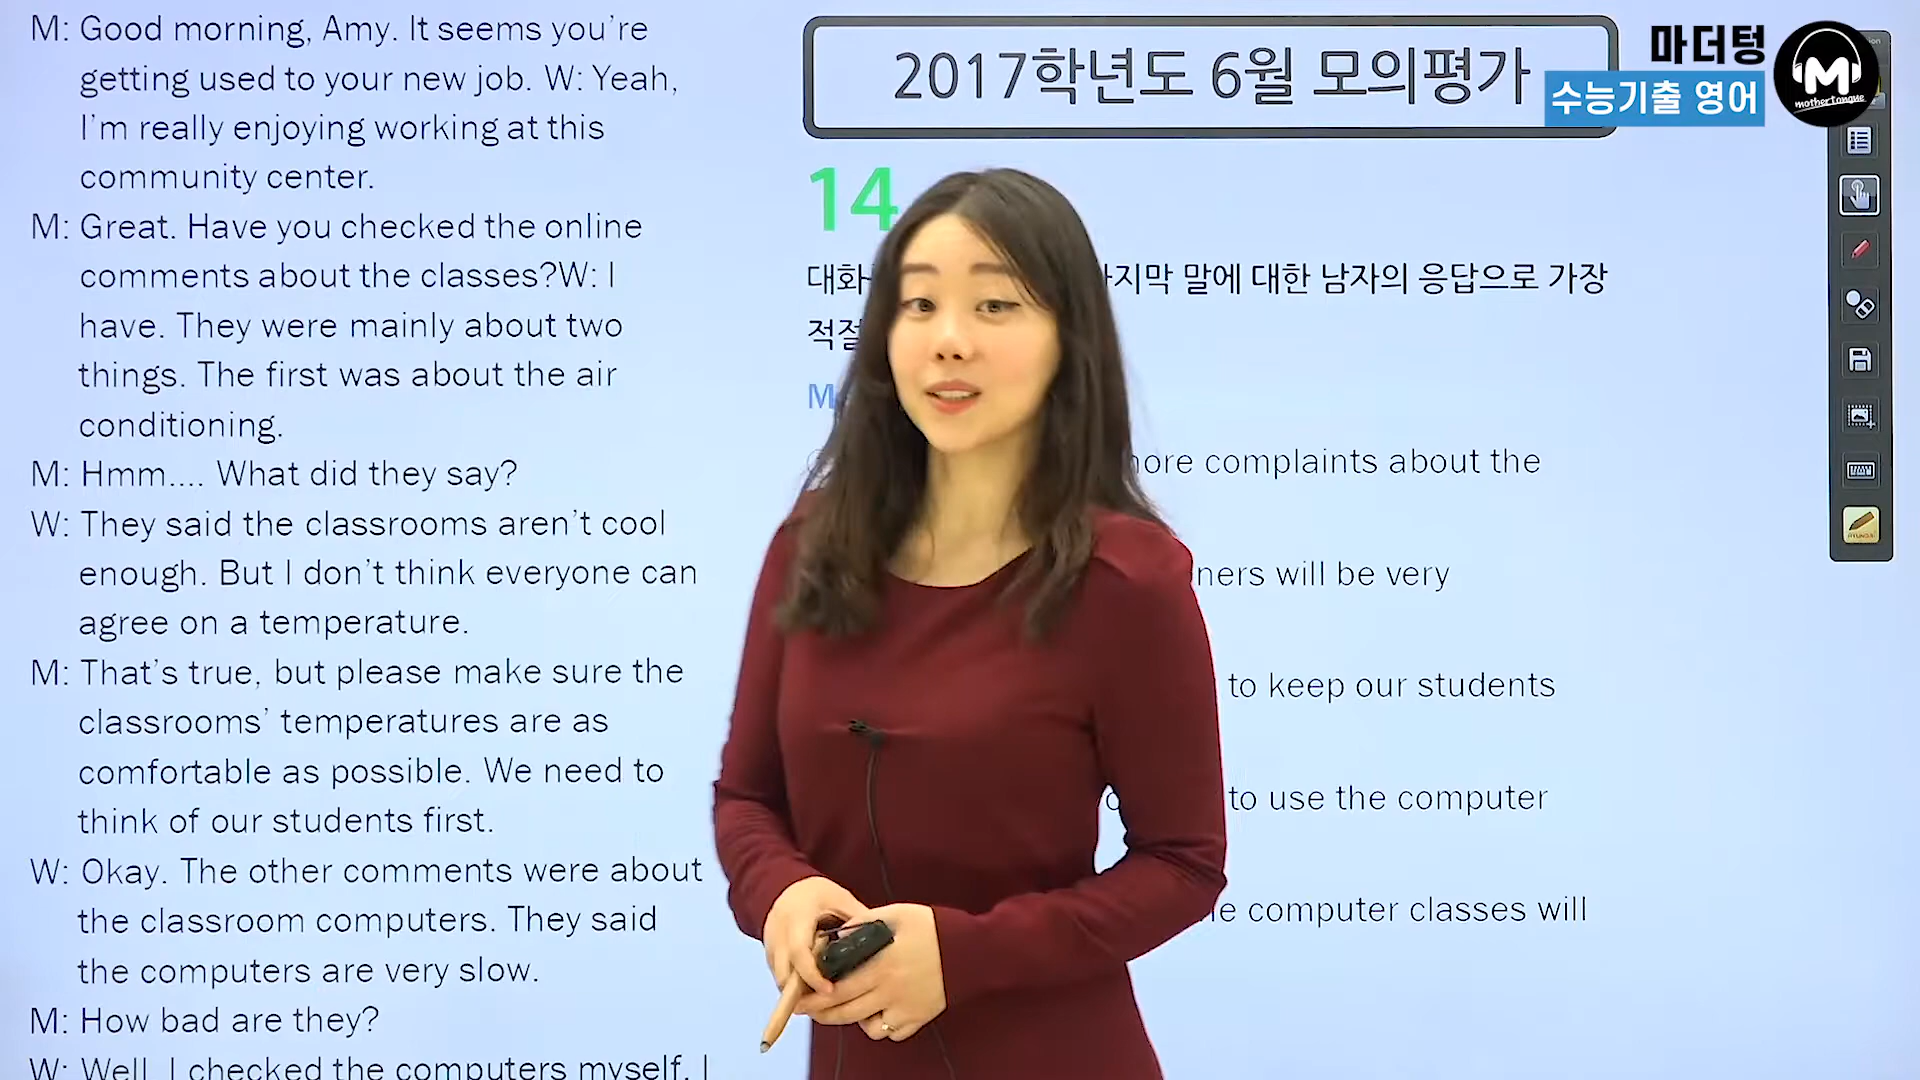 M: Good morning, Amy. It seems you're
getting used to your new job. W: Yeah,
I'm really enjoying working at this
community center.
M: Great. Have you checked the online
comments about the classes?W: I
have. They were mainly about two
things. The first was about the air
conditioning.
M: Hmm.... What did they say?
W: They said the classrooms aren't cool
enough. But I don't think everyone can
agree on a temperature.
M: That's true, but please make sure the
classrooms' temperatures are as
comfortable as possible. We need to
think of our students first.
W: Okay. The other comments were about
the classroom computers. They said
the computers are very slow.
M: How bad are they?
W: Well, I checked the computers myself. I
2017학년도 6월 모의평가
마더텅
수능기출 영어
M
mother tongue
14
대화 말에 대한 남자의 응답으로 가장
M
complaints about the
will be very
to keep our students
to use the computer
computer classes will